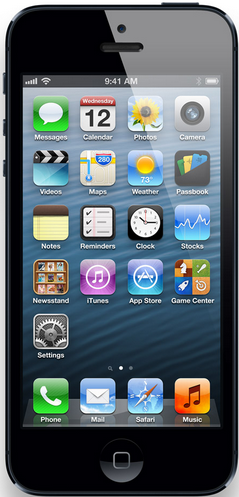 9:41 AM
Wednesday
12
280
73°
Messages Calendar Photos Camera
Videos Maps Weather Passbook
Notes Reminders Clock Stocks
Newsstand iTunes App Store Game Center
Settings
Phone Mail Safari Music